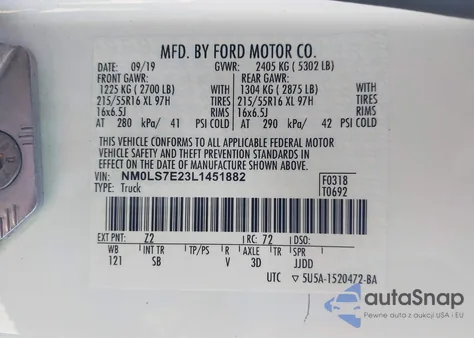 MFD. BY FORD MOTOR CO.
DATE: 09/19 GVWR: 2405 KG ( 5302 LB)
FRONT GAWR: REAR GAWR:
1225 KG ( 2700 LB) WITH 1304 KG ( 2875 LB) WITH
215/55R16 XL 97H TIRES 215/55R16 XL 97H TIRES
16x6.5J RIMS 16x6.5J RIMS
AT 280 kPa/ 41 PSI COLD AT 290 kPa/ 42 PSI COLD
THIS VEHICLE CONFORMS TO ALL APPLICABLE FEDERAL MOTOR
VEHICLE SAFETY AND THEFT PREVENTION STANDARDS IN
EFFECT ON THE DATE OF MANUFACTURE SHOWN ABOVE.
VIN: NM0LS7E23L1451882 F0318
TYPE: Truck T0692
EXT PNT: Z2 RC: 72 DSO:
WB INT TR TP/PS R AXLE TR SPR
121 SB V 3D JJDD
UTC 5U5A-1520472-BA
autoSnap
Pewne auta z aukcji USA i EU